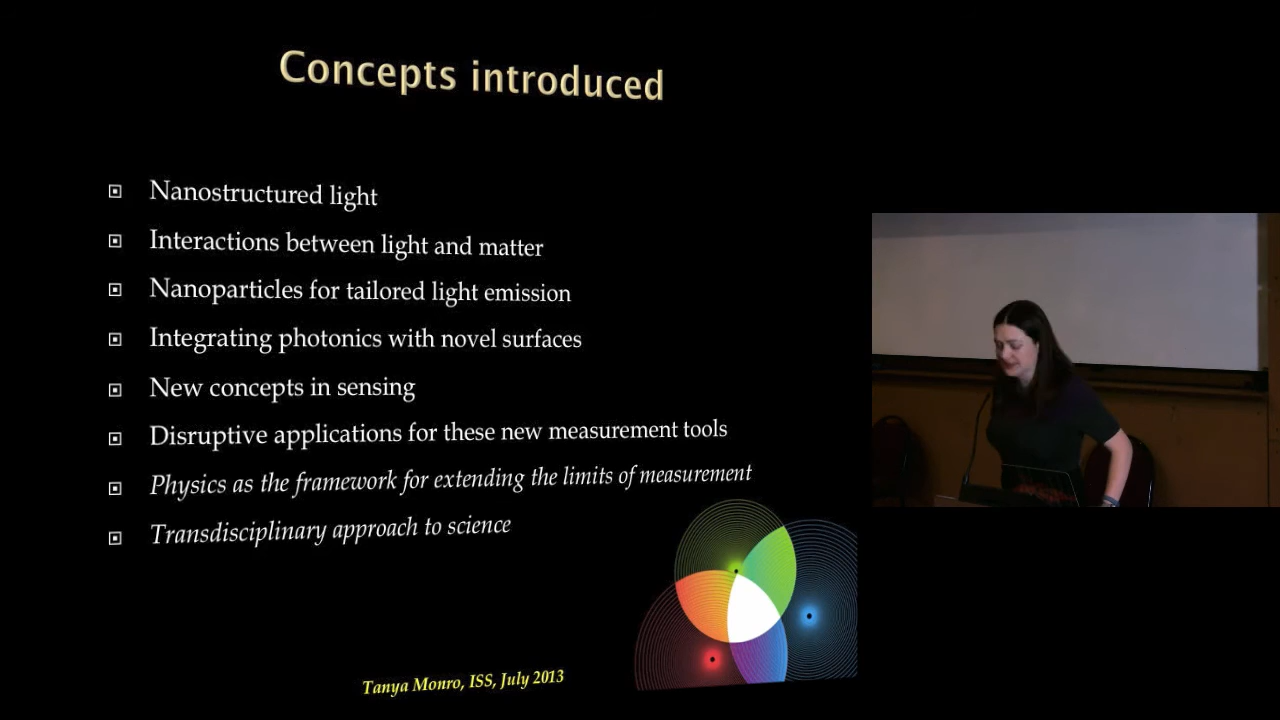 Concepts introduced
Nanostructured light
Interactions between light and matter
Nanoparticles for tailored light emission
Integrating photonics with novel surfaces
New concepts in sensing
Disruptive applications for these new measurement tools
Physics as the framework for extending the limits of measurement
Transdisciplinary approach to science
Tanya Monro, ISS, July 2013